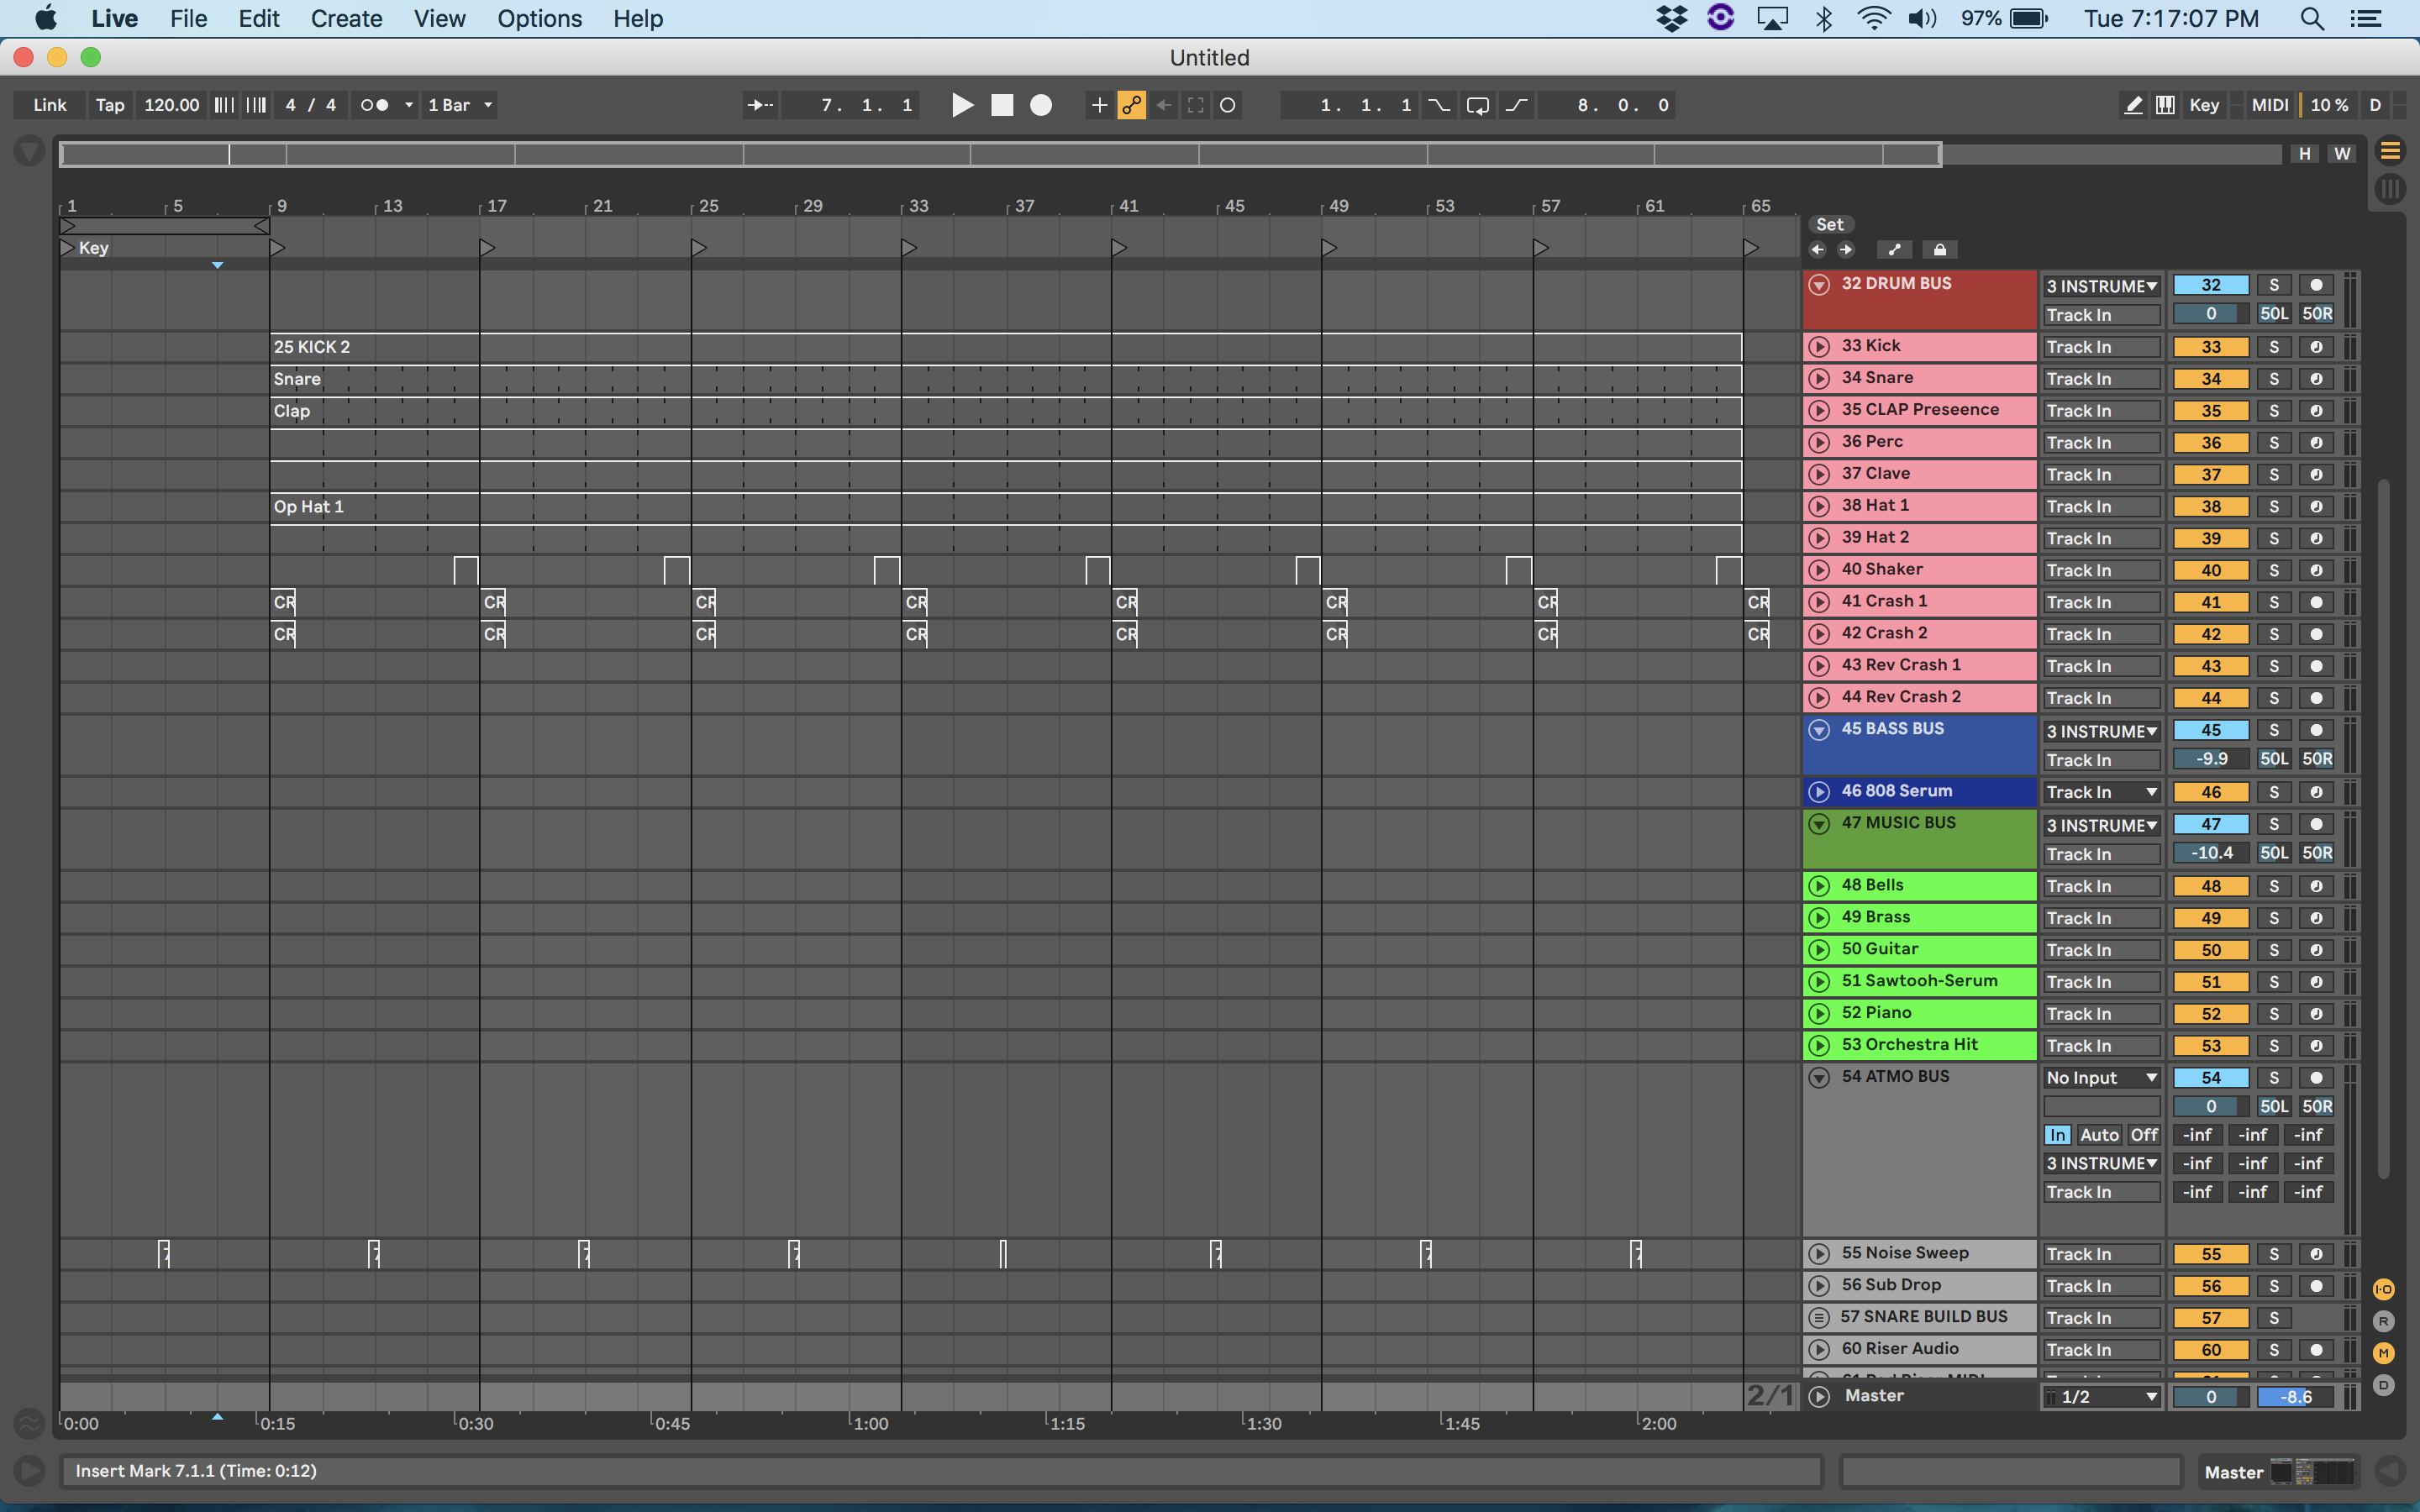 Live File Edit Create View Options Help 97% Tue 7:17:07 PM
Untitled
Link Tap 120.00 4 / 4 1 Bar 7. 1. 1 1. 1. 1 8. 0. 0 Key MIDI 10 % D
H W
1 5 9 13 17 21 25 29 33 37 41 45 49 53 57 61 65
Set
Key
32 DRUM BUS 3 INSTRUME 32 S
Track In 0 50L 50R
25 KICK 2 33 Kick Track In 33 S
Snare 34 Snare Track In 34 S
Clap 35 CLAP Preseence Track In 35 S
36 Perc Track In 36 S
37 Clave Track In 37 S
Op Hat 1 38 Hat 1 Track In 38 S
39 Hat 2 Track In 39 S
40 Shaker Track In 40 S
CR CR CR CR CR CR CR CR 41 Crash 1 Track In 41 S
CR CR CR CR CR CR CR CR 42 Crash 2 Track In 42 S
43 Rev Crash 1 Track In 43 S
44 Rev Crash 2 Track In 44 S
45 BASS BUS 3 INSTRUME 45 S
Track In -9.9 50L 50R
46 808 Serum Track In 46 S
47 MUSIC BUS 3 INSTRUME 47 S
Track In -10.4 50L 50R
48 Bells Track In 48 S
49 Brass Track In 49 S
50 Guitar Track In 50 S
51 Sawtooh-Serum Track In 51 S
52 Piano Track In 52 S
53 Orchestra Hit Track In 53 S
54 ATMO BUS No Input 54 S
0 50L 50R
In Auto Off -inf -inf -inf
3 INSTRUME -inf -inf -inf
Track In -inf -inf -inf
55 Noise Sweep Track In 55 S
56 Sub Drop Track In 56 S
57 SNARE BUILD BUS Track In 57 S
60 Riser Audio Track In 60 S
2/1 Master 1/2 0 -8.6
0:00 0:15 0:30 0:45 1:00 1:15 1:30 1:45 2:00
I·O
R
M
D
Insert Mark 7.1.1 (Time: 0:12) Master